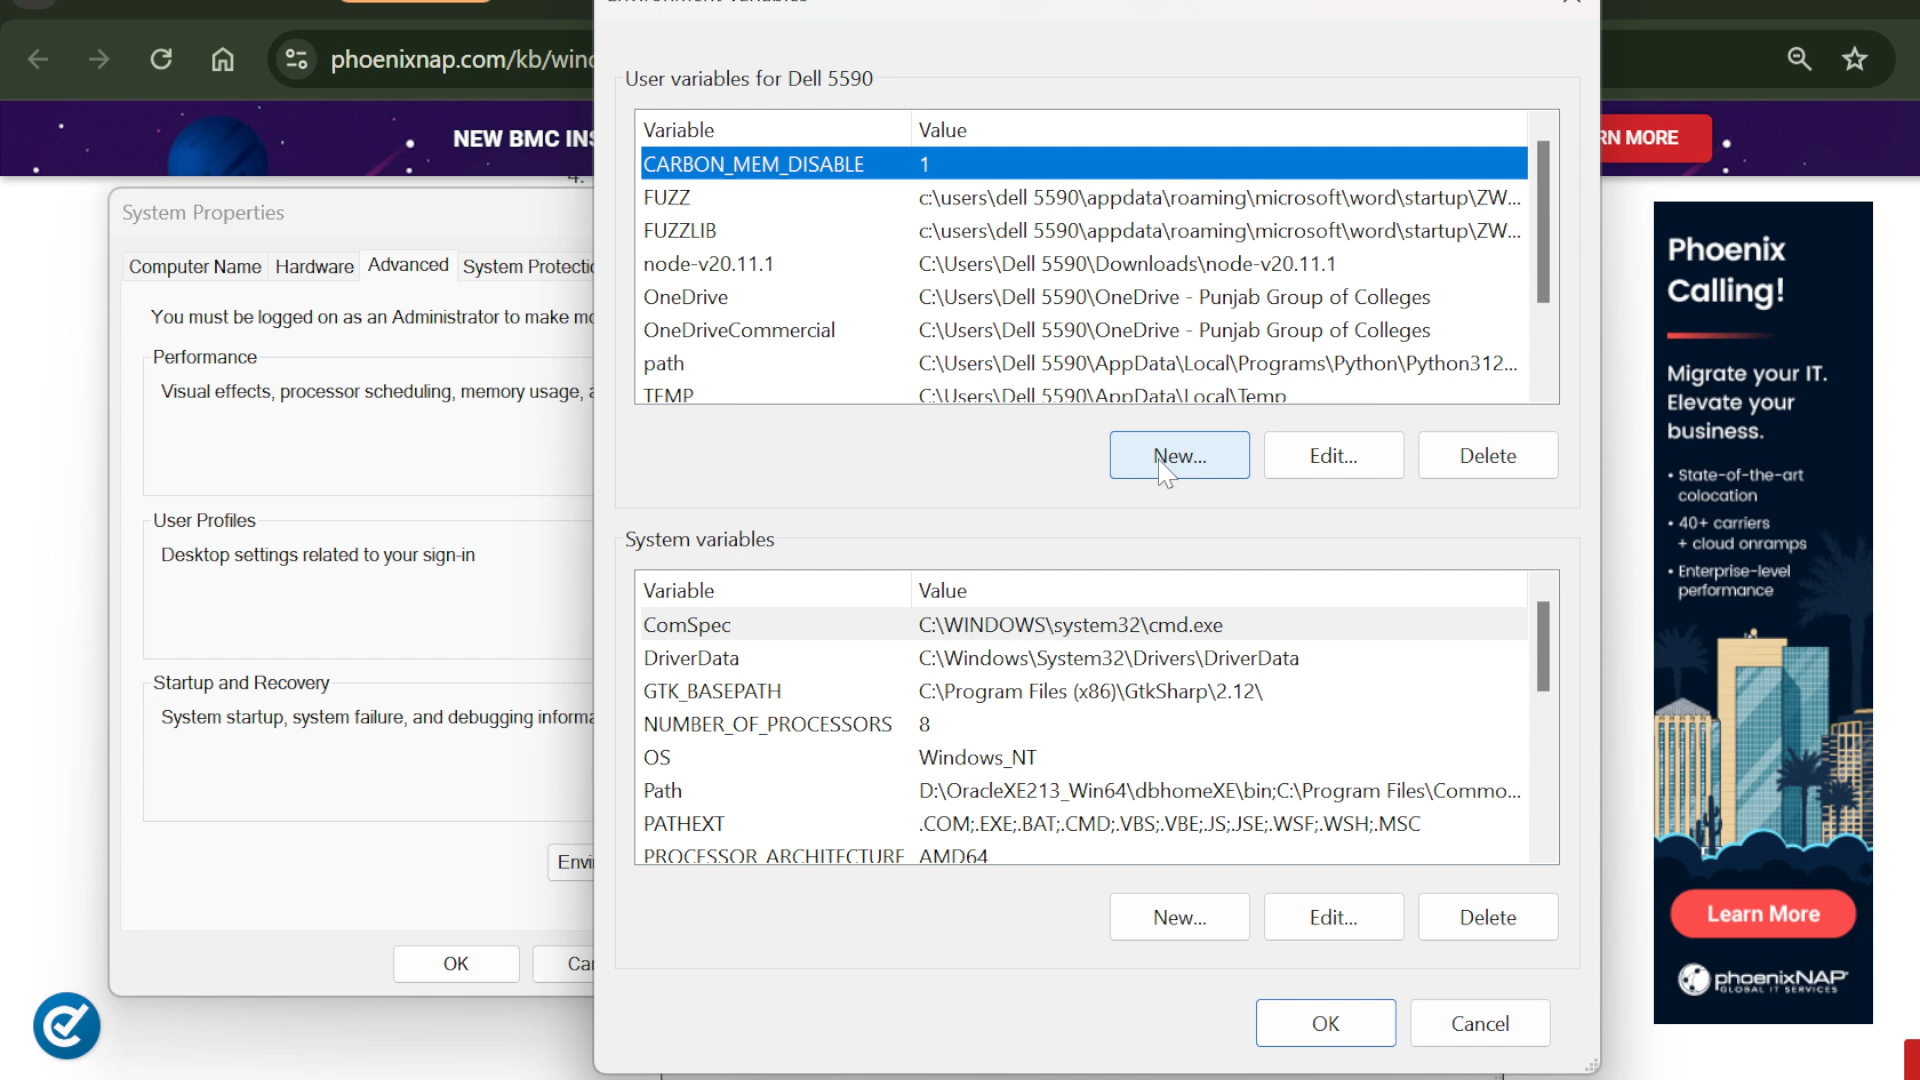 phoenixnap.com/kb/wind
NEW BMC INS
RN MORE
System Properties
Computer Name
Hardware
Advanced
System Protectic
You must be logged on as an Administrator to make mo
Performance
Visual effects, processor scheduling, memory usage, a
User Profiles
Desktop settings related to your sign-in
Startup and Recovery
System startup, system failure, and debugging informa
Envi
OK
Can
User variables for Dell 5590
Variable Value
CARBON_MEM_DISABLE 1
FUZZ c:\users\dell 5590\appdata\roaming\microsoft\word\startup\ZW...
FUZZLIB c:\users\dell 5590\appdata\roaming\microsoft\word\startup\ZW...
node-v20.11.1 C:\Users\Dell 5590\Downloads\node-v20.11.1
OneDrive C:\Users\Dell 5590\OneDrive - Punjab Group of Colleges
OneDriveCommercial C:\Users\Dell 5590\OneDrive - Punjab Group of Colleges
path C:\Users\Dell 5590\AppData\Local\Programs\Python\Python312...
TEMP C:\Users\Dell 5590\AppData\Local\Temp
New... Edit... Delete
System variables
Variable Value
ComSpec C:\WINDOWS\system32\cmd.exe
DriverData C:\Windows\System32\Drivers\DriverData
GTK_BASEPATH C:\Program Files (x86)\GtkSharp\2.12\
NUMBER_OF_PROCESSORS 8
OS Windows_NT
Path D:\OracleXE213_Win64\dbhomeXE\bin;C:\Program Files\Commo...
PATHEXT .COM;.EXE;.BAT;.CMD;.VBS;.VBE;.JS;.JSE;.WSF;.WSH;.MSC
PROCESSOR_ARCHITECTURE AMD64
New... Edit... Delete
OK Cancel
Phoenix
Calling!
Migrate your IT.
Elevate your
business.
• State-of-the-art
colocation
• 40+ carriers
+ cloud onramps
• Enterprise-level
performance
Learn More
phoenixNAP
GLOBAL IT SERVICES